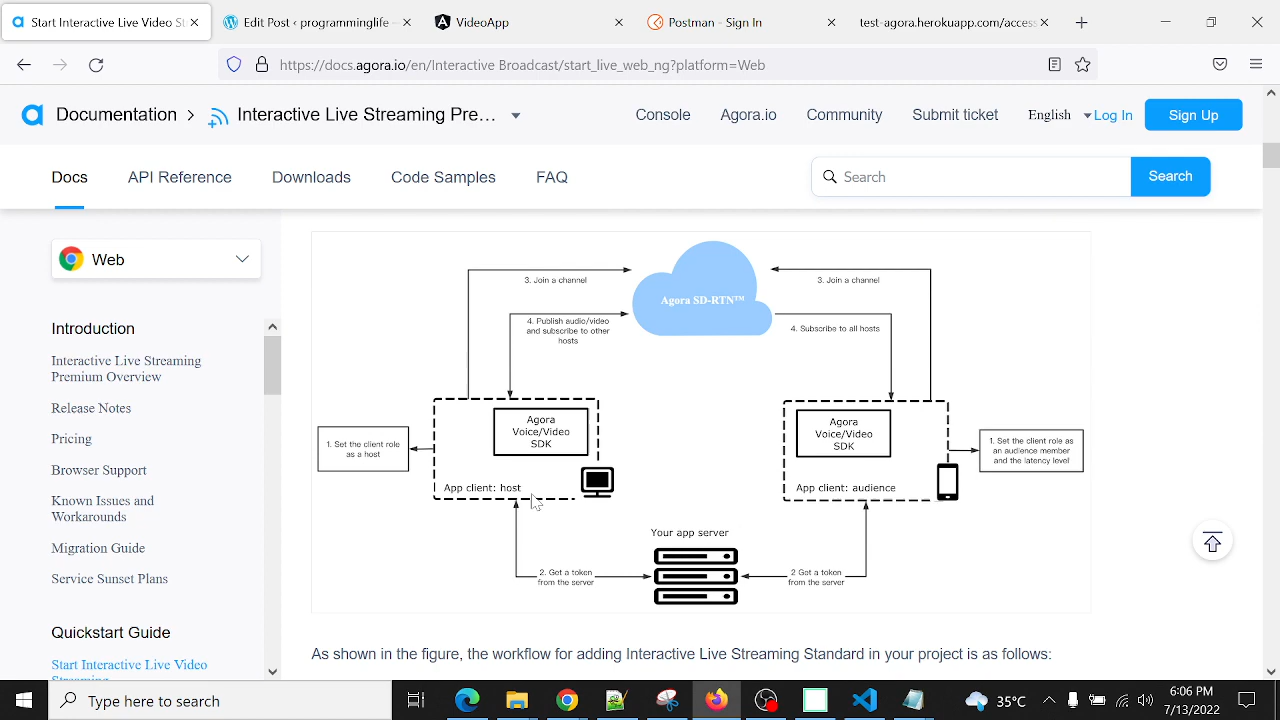 Start Interactive Live Video St
Edit Post ‹ programminglife —
VideoApp
Postman - Sign In
test-agora.herokuapp.com/access
https://docs.agora.io/en/Interactive Broadcast/start_live_web_ng?platform=Web
Documentation
Interactive Live Streaming Pre...
Console
Agora.io
Community
Submit ticket
English
Log In
Sign Up
Docs
API Reference
Downloads
Code Samples
FAQ
Search
Search
Web
Introduction
Interactive Live Streaming
Premium Overview
Release Notes
Pricing
Browser Support
Known Issues and
Workarounds
Migration Guide
Service Sunset Plans
Quickstart Guide
Start Interactive Live Video
Streaming
3. Join a channel
Agora SD-RTN™
3. Join a channel
4. Publish audio/video
and subscribe to other
hosts
4. Subscribe to all hosts
1. Set the client role
as a host
Agora
Voice/Video
SDK
App client: host
Agora
Voice/Video
SDK
App client: audience
1. Set the client role as
an audience member
and the latency level
Your app server
2. Get a token
from the server
2 Get a token
from the server
As shown in the figure, the workflow for adding Interactive Live Streaming Standard in your project is as follows:
Type here to search
35°C
6:06 PM
7/13/2022